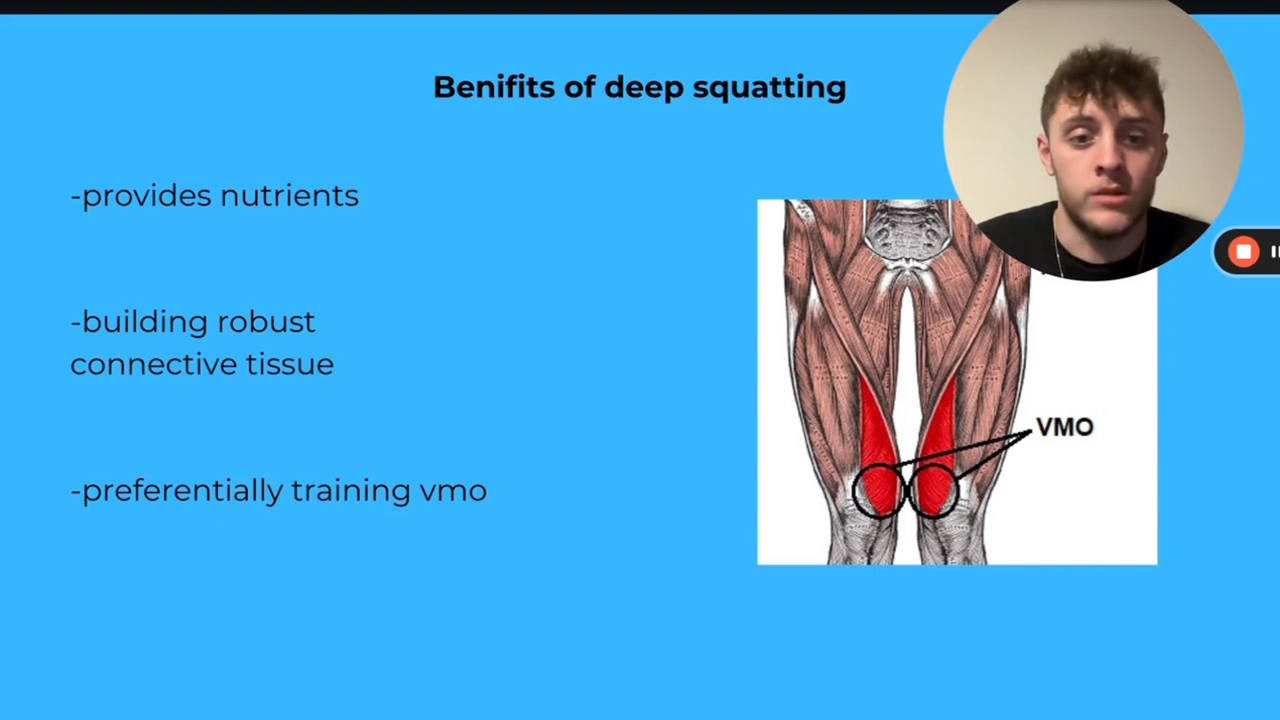 Benifits of deep squatting
-provides nutrients
-building robust
connective tissue
-preferentially training vmo
VMO